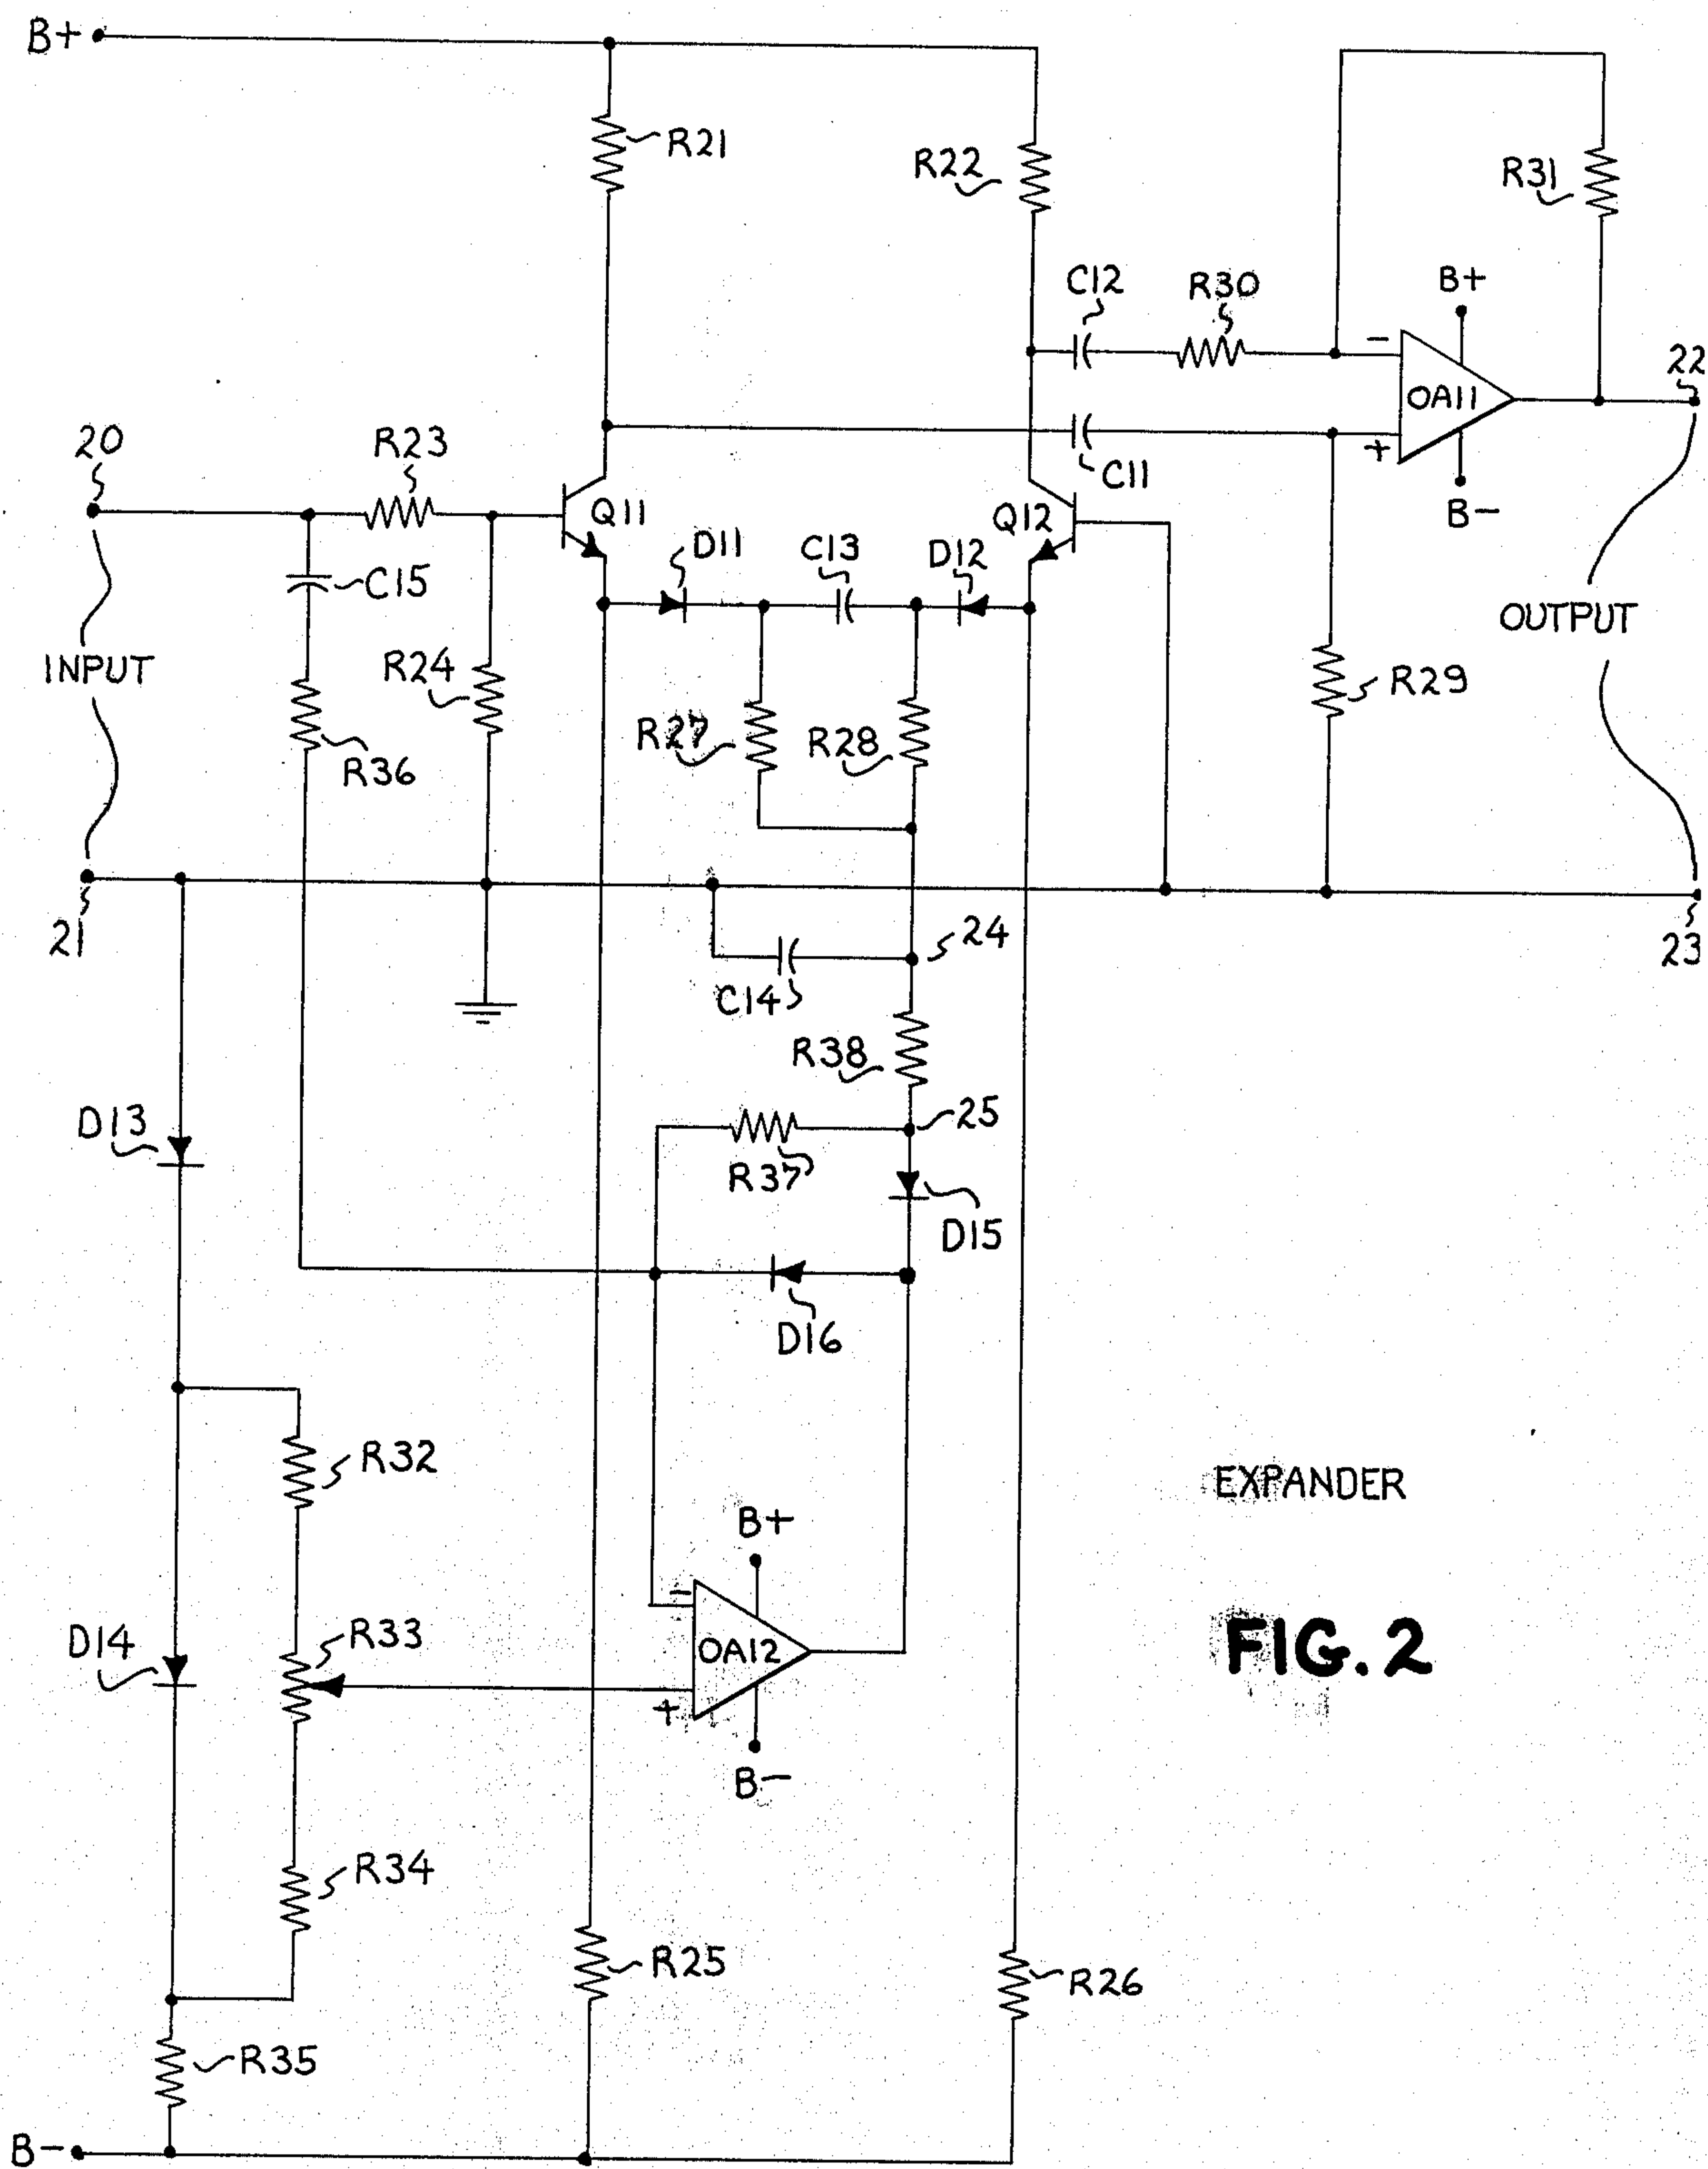 B+
R21
R22
R31
C12
R30
B+
-
OA11
+
B-
22
20
R23
C11
Q11
Q12
D11
C13
D12
C15
OUTPUT
INPUT
R24
R27
R28
R29
R36
21
24
23
C14
R38
25
D13
R37
D15
D16
R32
EXPANDER
B+
-
R33
D14
OA12
+
FIG. 2
B-
R34
R25
R26
R35
B-